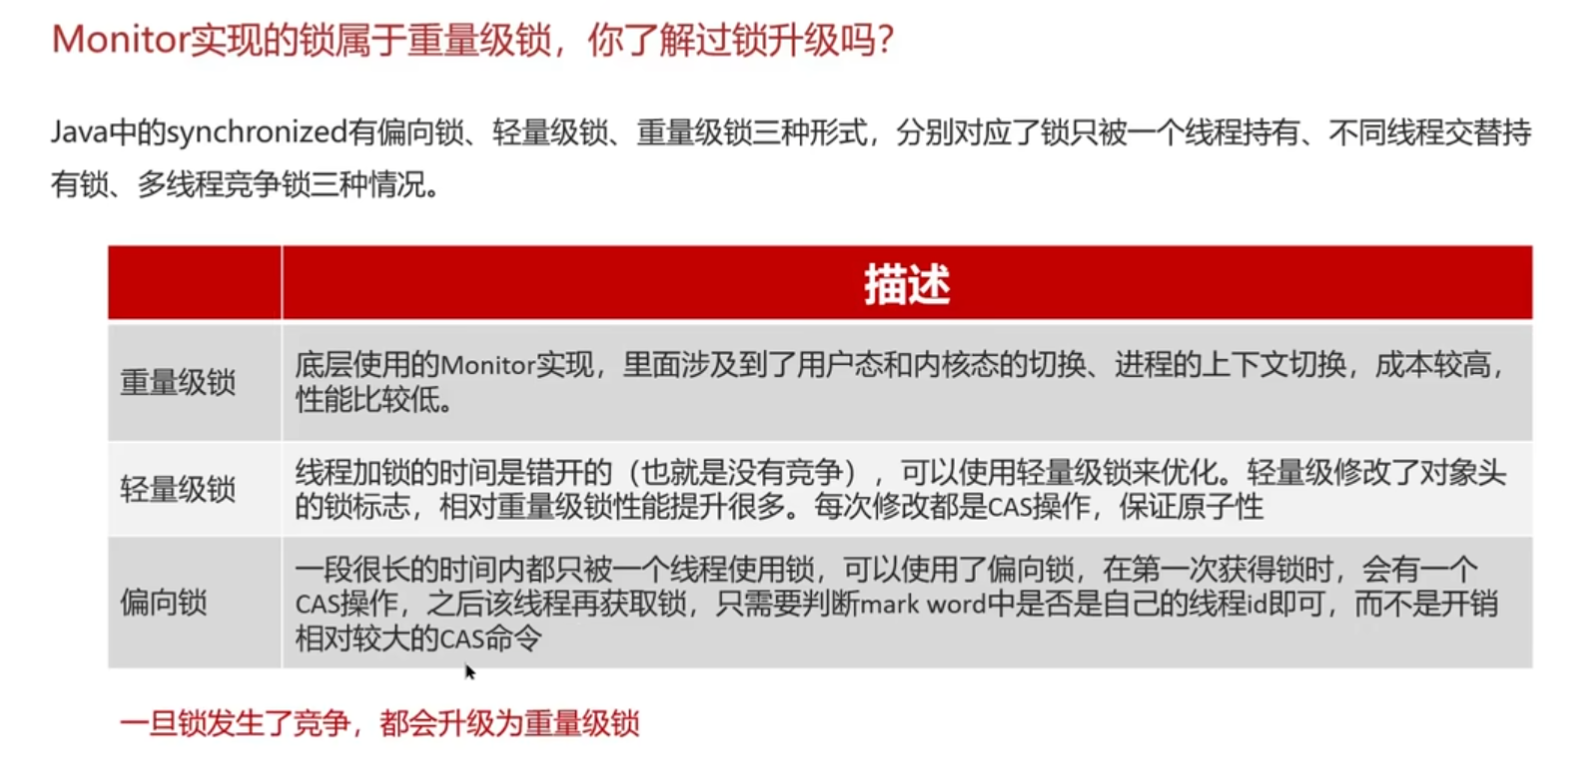 Monitor实现的锁属于重量级锁，你了解过锁升级吗？
Java中的synchronized有偏向锁、轻量级锁、重量级锁三种形式，分别对应了锁只被一个线程持有、不同线程交替持
有锁、多线程竞争锁三种情况。
描述
重量级锁
底层使用的Monitor实现，里面涉及到了用户态和内核态的切换、进程的上下文切换，成本较高，
性能比较低。
轻量级锁
线程加锁的时间是错开的（也就是没有竞争），可以使用轻量级锁来优化。轻量级修改了对象头
的锁标志，相对重量级锁性能提升很多。每次修改都是CAS操作，保证原子性
偏向锁
一段很长的时间内都只被一个线程使用锁，可以使用了偏向锁，在第一次获得锁时，会有一个
CAS操作，之后该线程再获取锁，只需要判断mark word中是否是自己的线程id即可，而不是开销
相对较大的CAS命令
一旦锁发生了竞争，都会升级为重量级锁